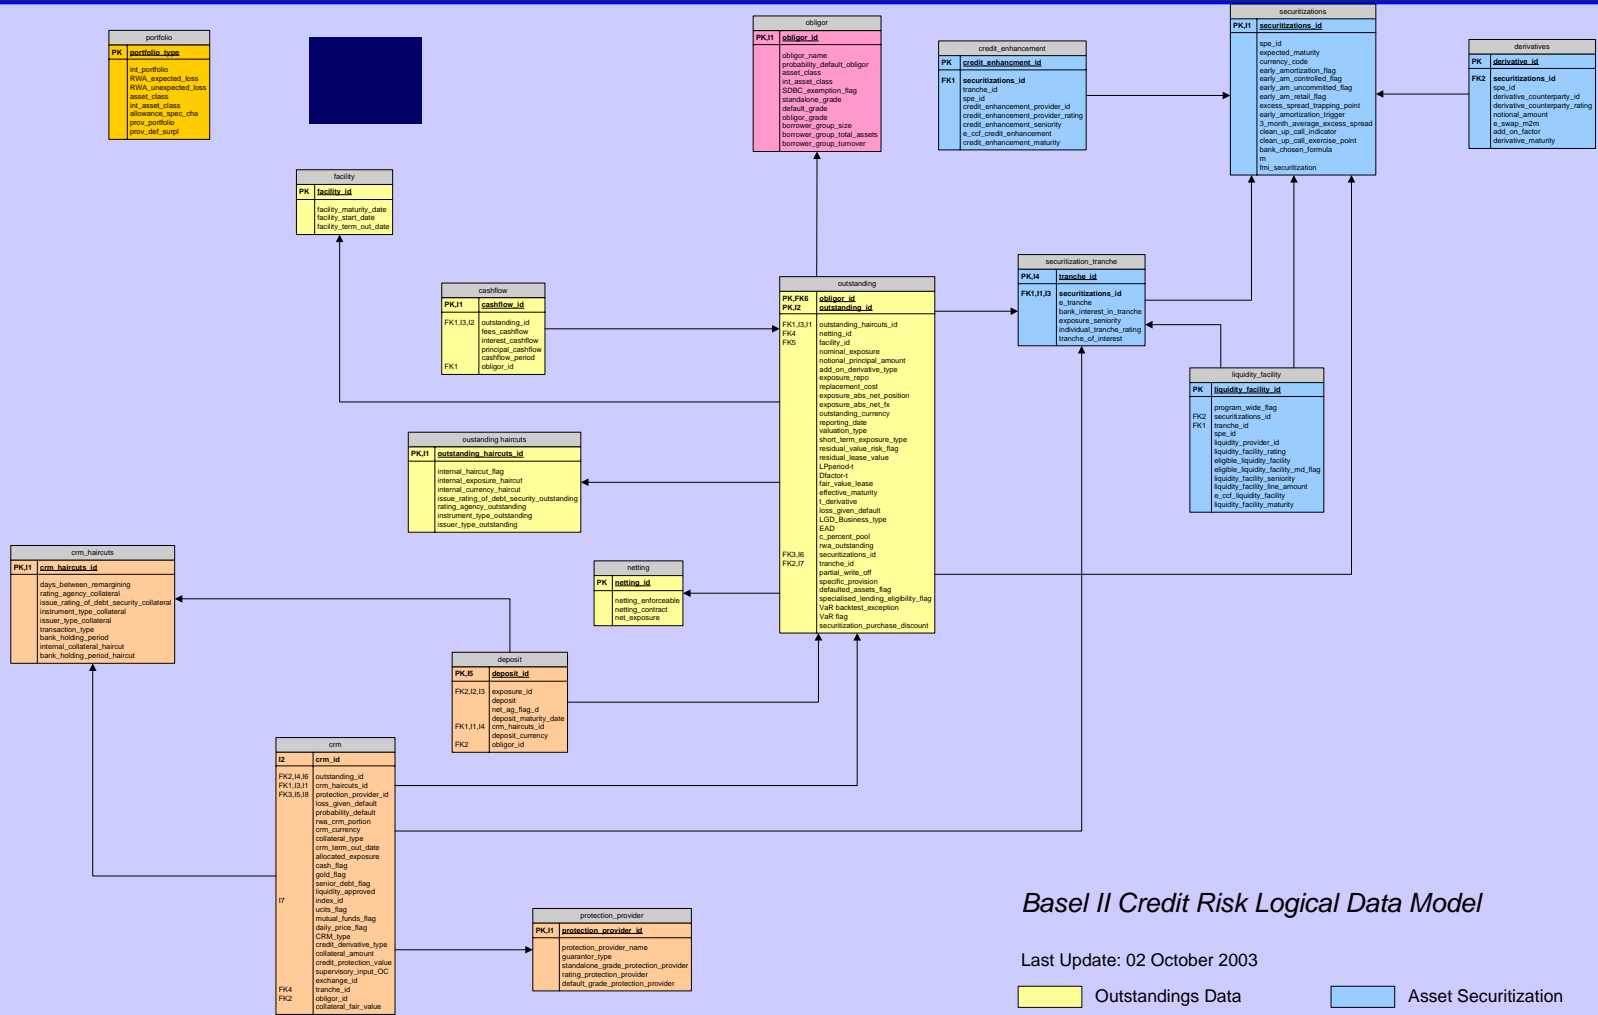 portfolio
PK portfolio_type
int_portfolio
RWA_expected_loss
RWA_unexpected_loss
asset_class
int_asset_class
allowance_spec_cha
prov_portfolio
prov_def_surpl
obligor
PK,I1 obligor_id
obligor_name
probability_default_obligor
asset_class
int_asset_class
SDBC_exemption_flag
standalone_grade
default_grade
obligor_grade
borrower_group_size
borrower_group_total_assets
borrower_group_turnover
credit_enhancement
PK credit_enhancment_id
FK1 securitizations_id
tranche_id
spe_id
credit_enhancement_provider_id
credit_enhancement_provider_rating
credit_enhancement_seniority
e_ccf_credit_enhancement
credit_enhancement_maturity
securitizations
PK,I1 securitizations_id
spe_id
expected_maturity
currency_code
early_amortization_flag
early_am_controlled_flag
early_am_uncommitted_flag
early_am_retail_flag
excess_spread_trapping_point
early_amortization_trigger
3_month_average_excess_spread
clean_up_call_indicator
clean_up_call_exercise_point
bank_chosen_formula
m
fmi_securitization
derivatives
PK derivative_id
FK2 securitizations_id
spe_id
derivative_counterparty_id
derivative_counterparty_rating
notional_amount
e_swap_m2m
add_on_factor
derivative_maturity
facility
PK facility_id
facility_maturity_date
facility_start_date
facility_term_out_date
cashflow
PK,I1 cashflow_id
FK1,I3,I2 outstanding_id
fees_cashflow
interest_cashflow
principal_cashflow
cashflow_period
FK1 obligor_id
outstanding
PK,FK6 obligor_id
PK,I2 outstanding_id
FK1,I3,I1 outstanding_haircuts_id
FK4 netting_id
FK5 facility_id
nominal_exposure
notional_principal_amount
add_on_derivative_type
exposure_repo
replacement_cost
exposure_abs_net_position
exposure_abs_net_fx
outstanding_currency
reporting_date
valuation_type
short_term_exposure_type
residual_value_risk_flag
residual_lease_value
LPperiod-t
Dfactor-t
fair_value_lease
effective_maturity
t_derivative
loss_given_default
LGD_Business_type
EAD
c_percent_pool
rwa_outstanding
FK3,I6 securitizations_id
FK2,I7 tranche_id
partial_write_off
specific_provision
defaulted_assets_flag
specialised_lending_eligibility_flag
VaR backtest_exception
VaR flag
securitization_purchase_discount
securitization_tranche
PK,I4 tranche_id
FK1,I1,I3 securitizations_id
e_tranche
bank_interest_in_tranche
exposure_seniority
individual_tranche_rating
tranche_of_interest
liquidity_facility
PK liquidity_facility_id
program_wide_flag
FK2 securitizations_id
FK1 tranche_id
spe_id
liquidity_provider_id
liquidity_facility_rating
eligible_liquidity_facility
eligible_liquidity_facility_md_flag
liquidity_facility_seniority
liquidity_facility_line_amount
e_ccf_liquidity_facility
liquidity_facility_maturity
oustanding haircuts
PK,I1 outstanding_haircuts_id
internal_haircut_flag
internal_exposure_haircut
internal_currency_haircut
issue_rating_of_debt_security_outstanding
rating_agency_outstanding
instrument_type_outstanding
issuer_type_outstanding
crm_haircuts
PK,I1 crm_haircuts_id
days_between_remargining
rating_agency_collateral
issue_rating_of_debt_security_collateral
instrument_type_collateral
issuer_type_collateral
transaction_type
bank_holding_period
internal_collateral_haircut
bank_holding_period_haircut
netting
PK netting_id
netting_enforceable
netting_contract
net_exposure
deposit
PK,I5 deposit_id
FK2,I2,I3 exposure_id
deposit
net_ag_flag_d
deposit_maturity_date
FK1,I1,I4 crm_haircuts_id
deposit_currency
FK2 obligor_id
crm
I2 crm_id
FK2,I4,I6 outstanding_id
FK1,I3,I1 crm_haircuts_id
FK3,I5,I8 protection_provider_id
loss_given_default
probability_default
rwa_crm_portion
crm_currency
collateral_type
crm_term_out_date
allocated_exposure
cash_flag
gold_flag
senior_debt_flag
liquidity_approved
I7 index_id
ucits_flag
mutual_funds_flag
daily_price_flag
CRM_type
credit_derivative_type
collateral_amount
credit_protection_value
supervisory_input_OC
exchange_id
FK4 tranche_id
FK2 obligor_id
collateral_fair_value
protection_provider
PK,I1 protection_provider_id
protection_provider_name
guarantor_type
standalone_grade_protection_provider
rating_protection_provider
default_grade_protection_provider
Basel II Credit Risk Logical Data Model
Last Update: 02 October 2003
Outstandings Data
Asset Securitization